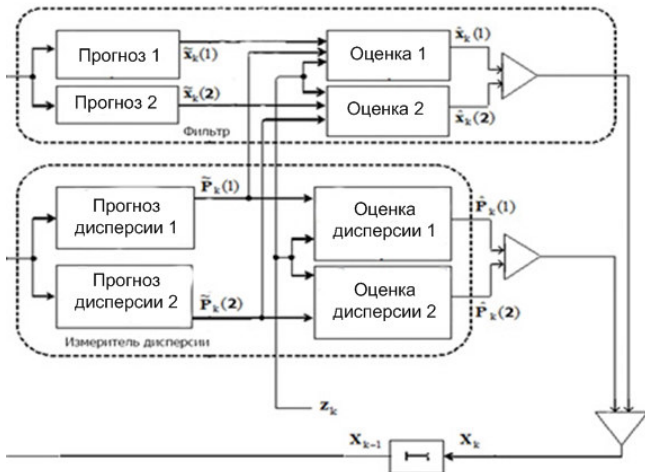 Прогноз 1
x̃ₖ(1)
Оценка 1
x̂ₖ(1)
Прогноз 2
x̃ₖ(2)
Оценка 2
x̂ₖ(2)
Фильтр
Прогноз
дисперсии 1
P̃ₖ(1)
Оценка
дисперсии 1
P̂ₖ(1)
Прогноз
дисперсии 2
P̃ₖ(2)
Оценка
дисперсии 2
P̂ₖ(2)
Измеритель дисперсии
zₖ
Xₖ₋₁
Xₖ